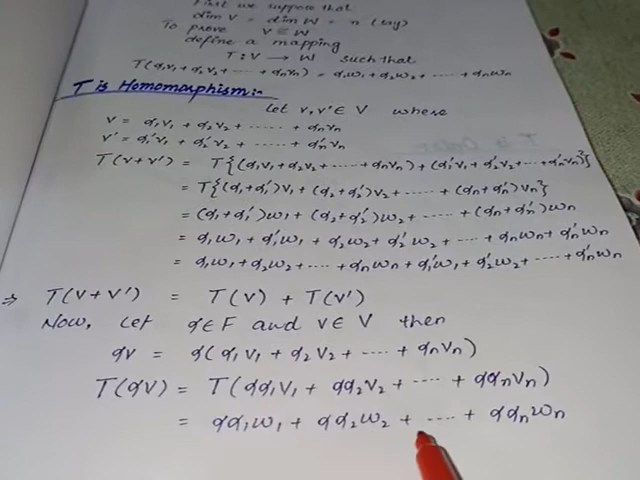 First we suppose that
dim V = dim W = n (say)
To prove V ≅ W
define a mapping
T : V → W such that
T(α₁v₁ + α₂v₂ + ---- + αₙvₙ) = α₁w₁ + α₂w₂ + ---- + αₙwₙ
T is Homomorphism:-
Let v, v' ∈ V where
v = α₁v₁ + α₂v₂ + ------ + αₙvₙ
v' = α₁'v₁ + α₂'v₂ + ------ + αₙ'vₙ
T(v+v') = T{(α₁v₁ + α₂v₂ + ---- + αₙvₙ) + (α₁'v₁ + α₂'v₂ + ---- + αₙ'vₙ)}
= T{(α₁+α₁')v₁ + (α₂+α₂')v₂ + ------ + (αₙ+αₙ')vₙ}
= (α₁+α₁')w₁ + (α₂+α₂')w₂ + ------ + (αₙ+αₙ')wₙ
= α₁w₁ + α₁'w₁ + α₂w₂ + α₂'w₂ + ---- + αₙwₙ + αₙ'wₙ
= α₁w₁ + α₂w₂ + ---- + αₙwₙ + α₁'w₁ + α₂'w₂ + ---- + αₙ'wₙ
⇒ T(v+v') = T(v) + T(v')
Now, Let α ∈ F and v ∈ V then
αv = α(α₁v₁ + α₂v₂ + ---- + αₙvₙ)
T(αv) = T(αα₁v₁ + αα₂v₂ + ---- + ααₙvₙ)
= αα₁w₁ + αα₂w₂ + ---- + ααₙwₙ